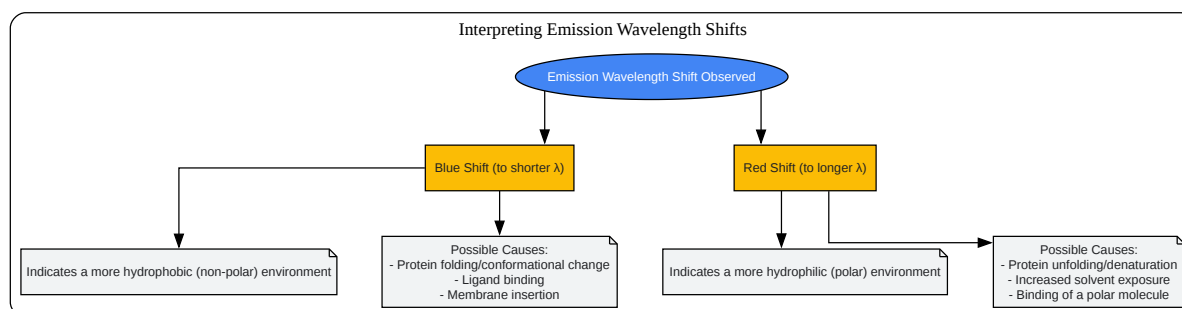 Interpreting Emission Wavelength Shifts
Emission Wavelength Shift Observed
Blue Shift (to shorter λ)
Red Shift (to longer λ)
Indicates a more hydrophobic (non-polar) environment
Possible Causes:
- Protein folding/conformational change
- Ligand binding
- Membrane insertion
Indicates a more hydrophilic (polar) environment
Possible Causes:
- Protein unfolding/denaturation
- Increased solvent exposure
- Binding of a polar molecule